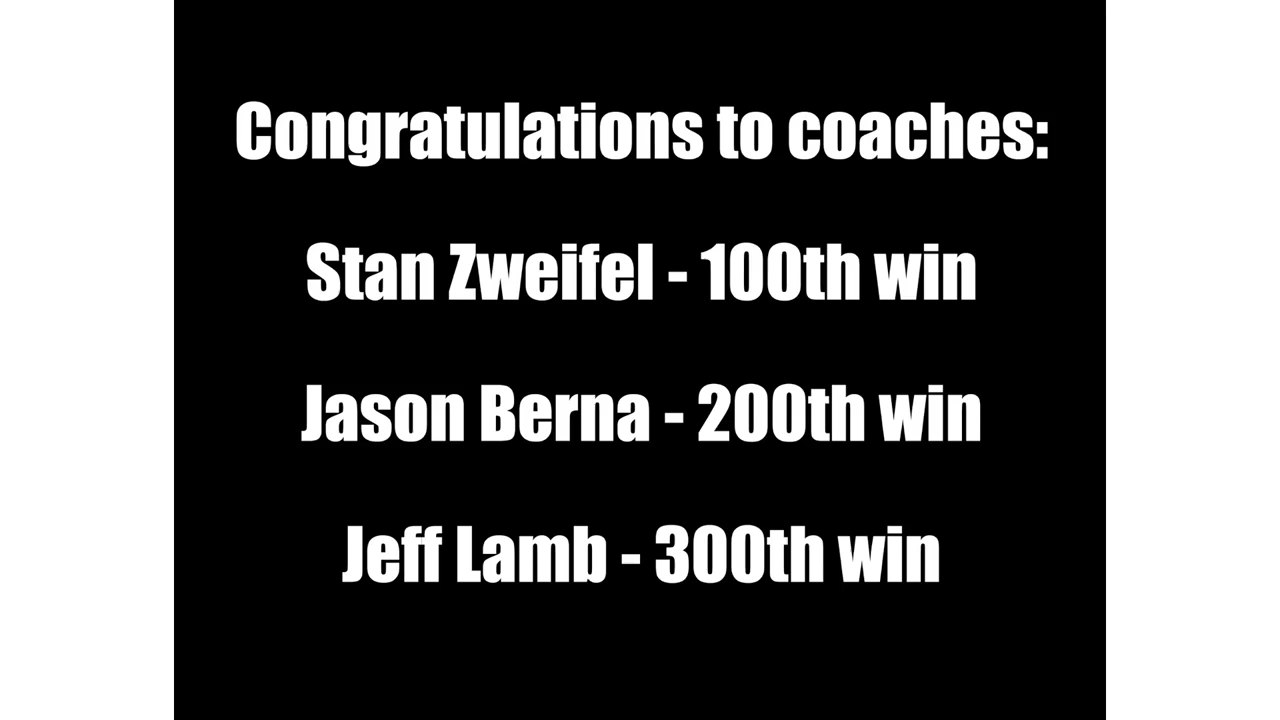 Congratulations to coaches:
Stan Zweifel - 100th win
Jason Berna - 200th win
Jeff Lamb - 300th win